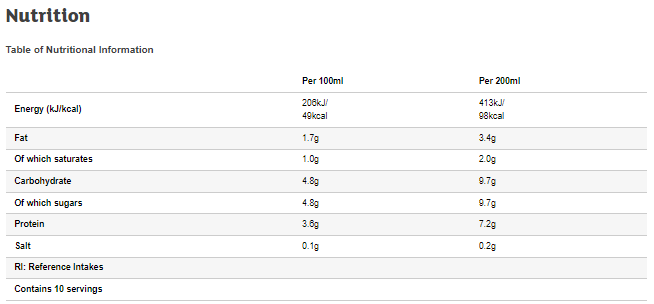 Nutrition
Table of Nutritional Information
Per 100ml Per 200ml
Energy (kJ/kcal) 206kJ/ 413kJ/
49kcal 98kcal
Fat 1.7g 3.4g
Of which saturates 1.0g 2.0g
Carbohydrate 4.8g 9.7g
Of which sugars 4.8g 9.7g
Protein 3.6g 7.2g
Salt 0.1g 0.2g
RI: Reference Intakes
Contains 10 servings